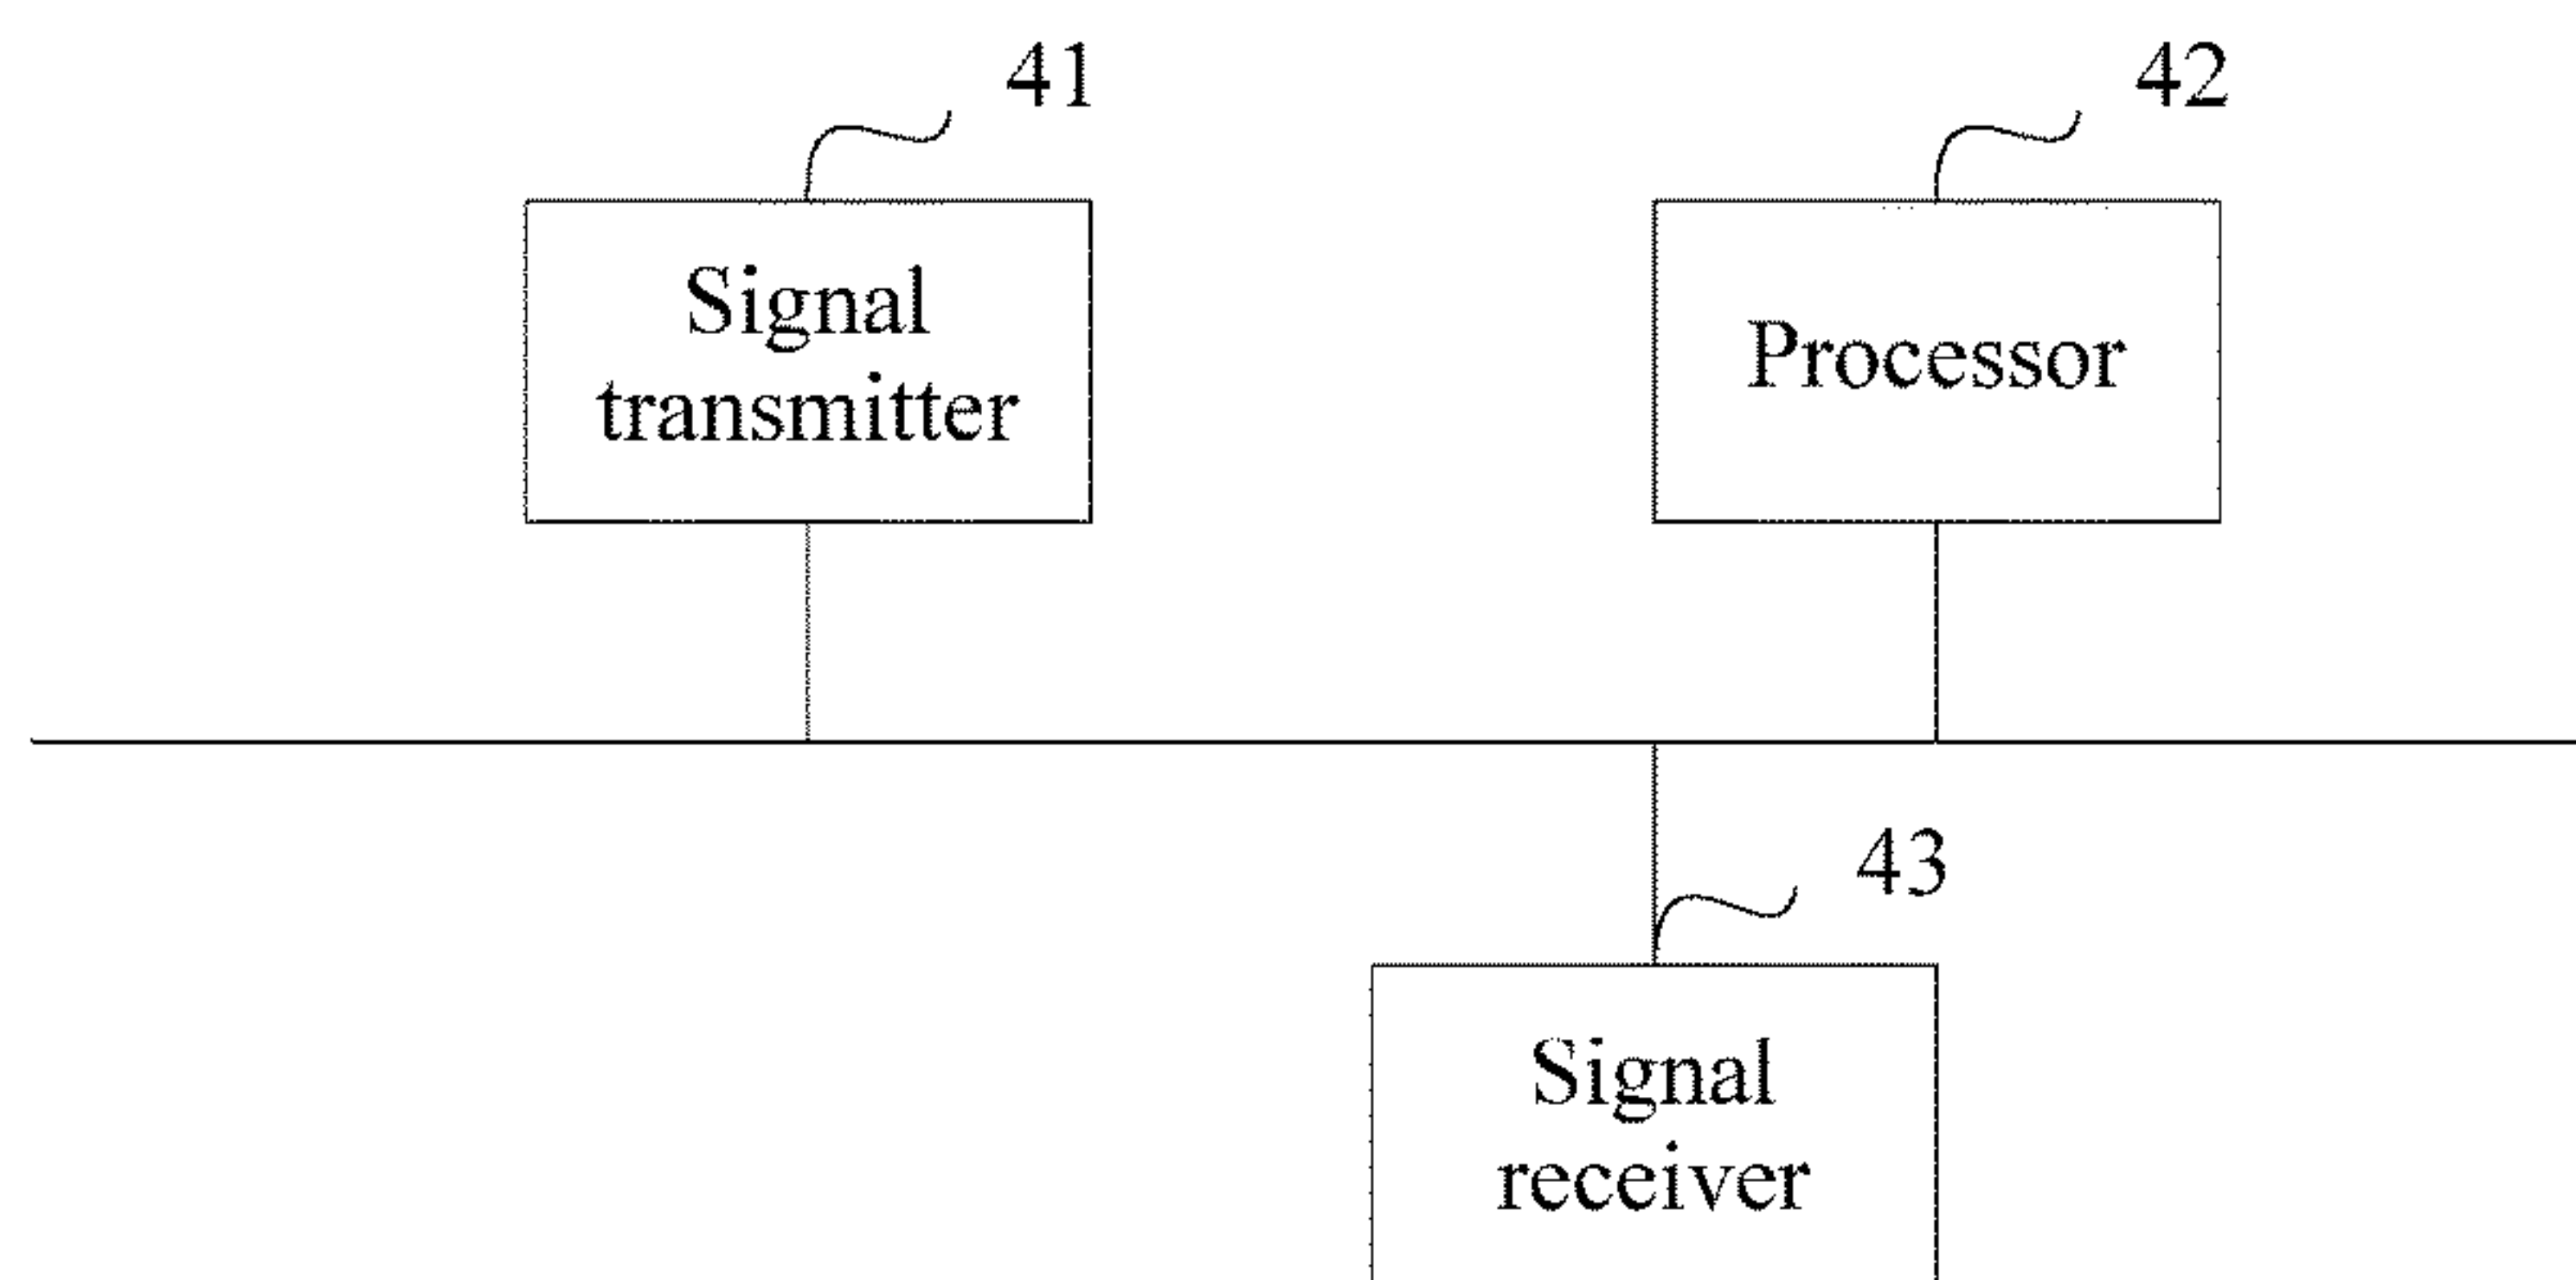 41
42
Signal
transmitter
Processor
43
Signal
receiver